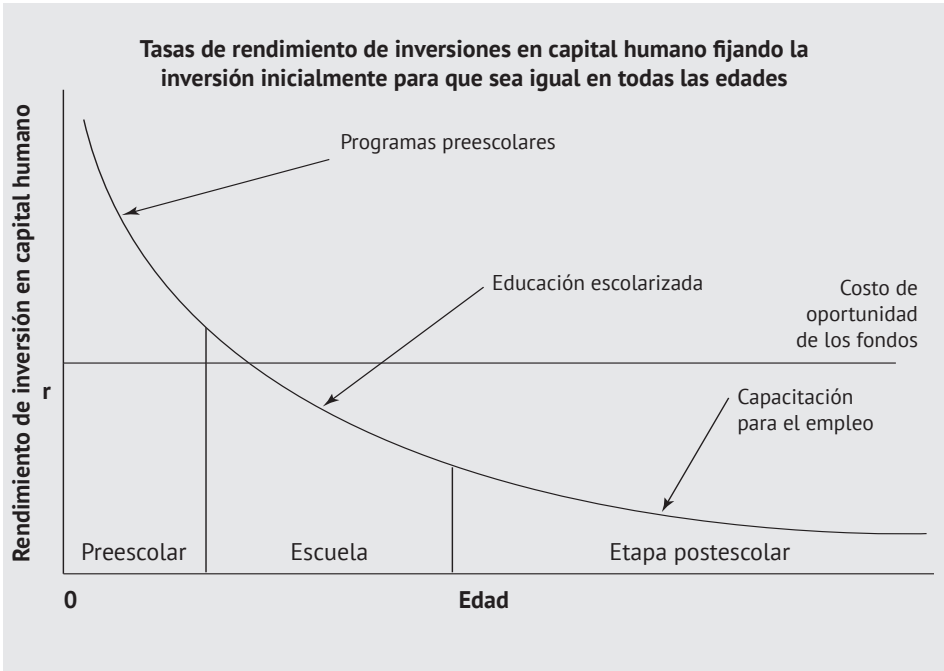 Tasas de rendimiento de inversiones en capital humano fijando la
inversión inicialmente para que sea igual en todas las edades
Rendimiento de inversión en capital humano
Programas preescolares
Educación escolarizada
Costo de
oportunidad
de los fondos
r
Capacitación
para el empleo
Preescolar
Escuela
Etapa postescolar
0
Edad